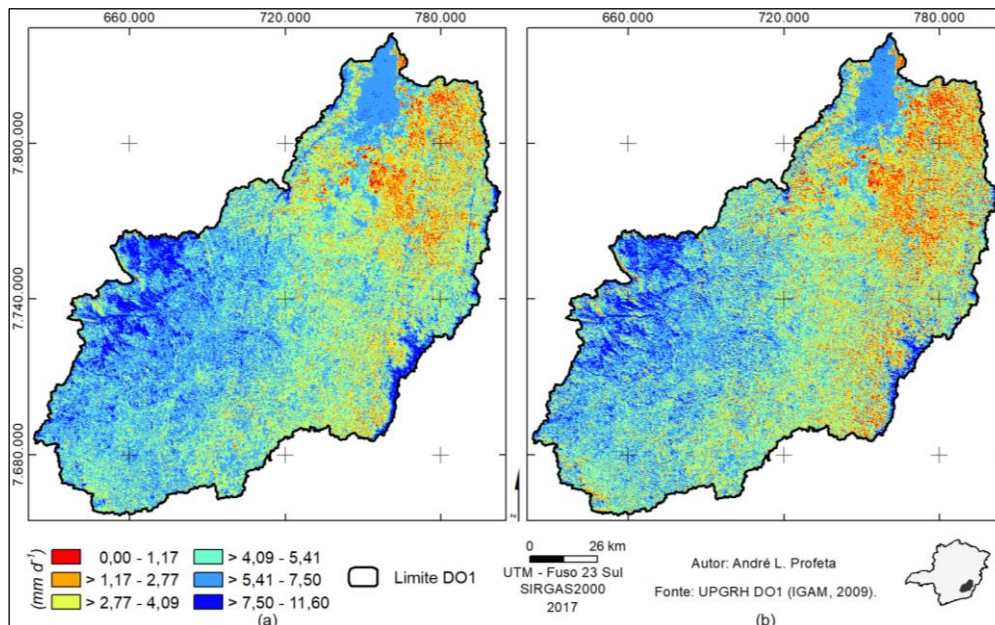 660.000 720.000 780.000 660.000 720.000 780.000
7.800.000
7.740.000
7.680.000
(mm d⁻¹)
0,00 - 1,17
> 1,17 - 2,77
> 2,77 - 4,09
> 4,09 - 5,41
> 5,41 - 7,50
> 7,50 - 11,60
Limite DO1
(a)
N
0 26 km
UTM - Fuso 23 Sul
SIRGAS2000
2017
Autor: André L. Profeta
Fonte: UPGRH DO1 (IGAM, 2009).
(b)